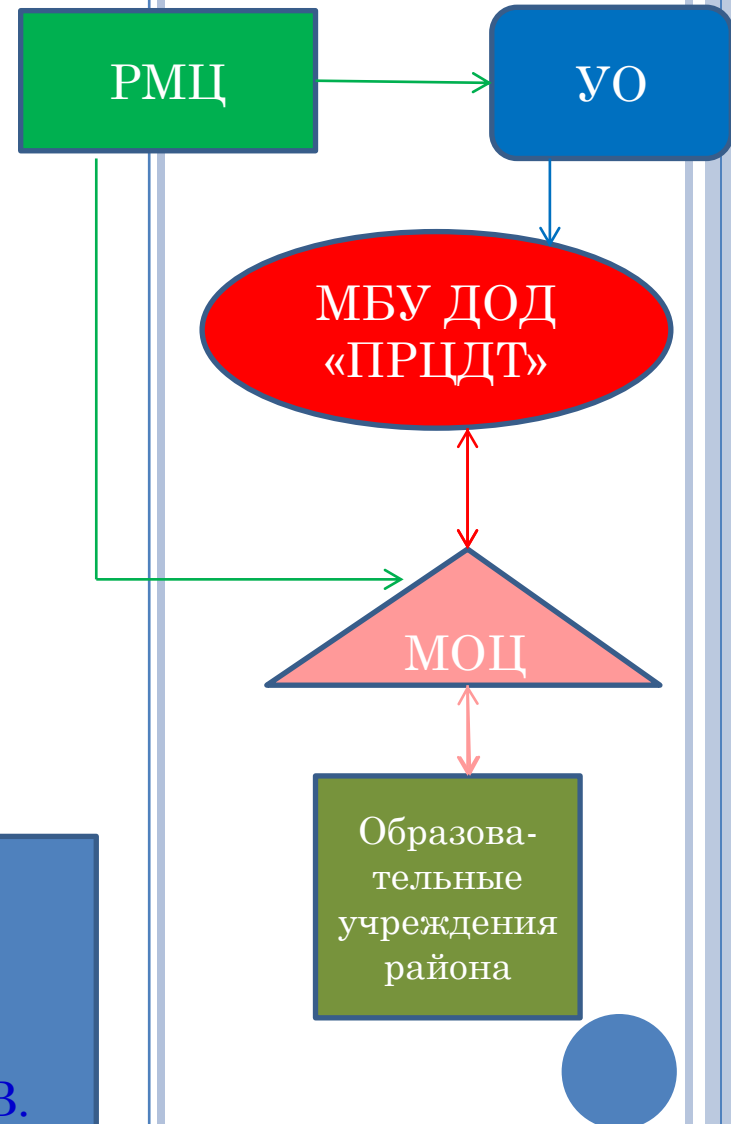 РМЦ
УО
МБУ ДОД
«ПРЦДТ»
МОЦ
Образова-
тельные
учреждения
района
В.